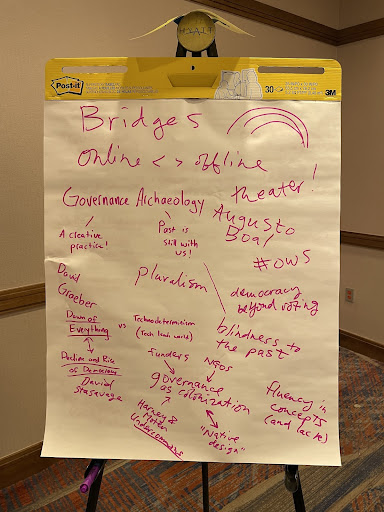 Post-it
30
3M
Bridges
online <> offline
theater!
Governance Archaeology
Augusto
Boal
A creative
practice!
Past is
still with
us!
#OWS
pluralism
democracy
beyond voting
David
Graeber
Dawn of
Everything
vs
Technodeterminism
(Tech bash world)
blindness to
the past
Decline and Rise
of Democracy
David
Stasavage
funders
NGOs
governance
as colonization
Harney &
Moten
Undercommons
"Native
design"
Fluency in
concepts
(and lack)